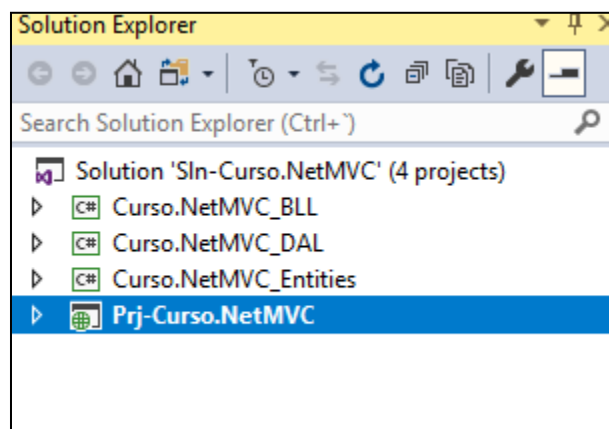 Solution Explorer
Search Solution Explorer (Ctrl+`)
Solution 'Sln-Curso.NetMVC' (4 projects)
C# Curso.NetMVC_BLL
C# Curso.NetMVC_DAL
C# Curso.NetMVC_Entities
Prj-Curso.NetMVC